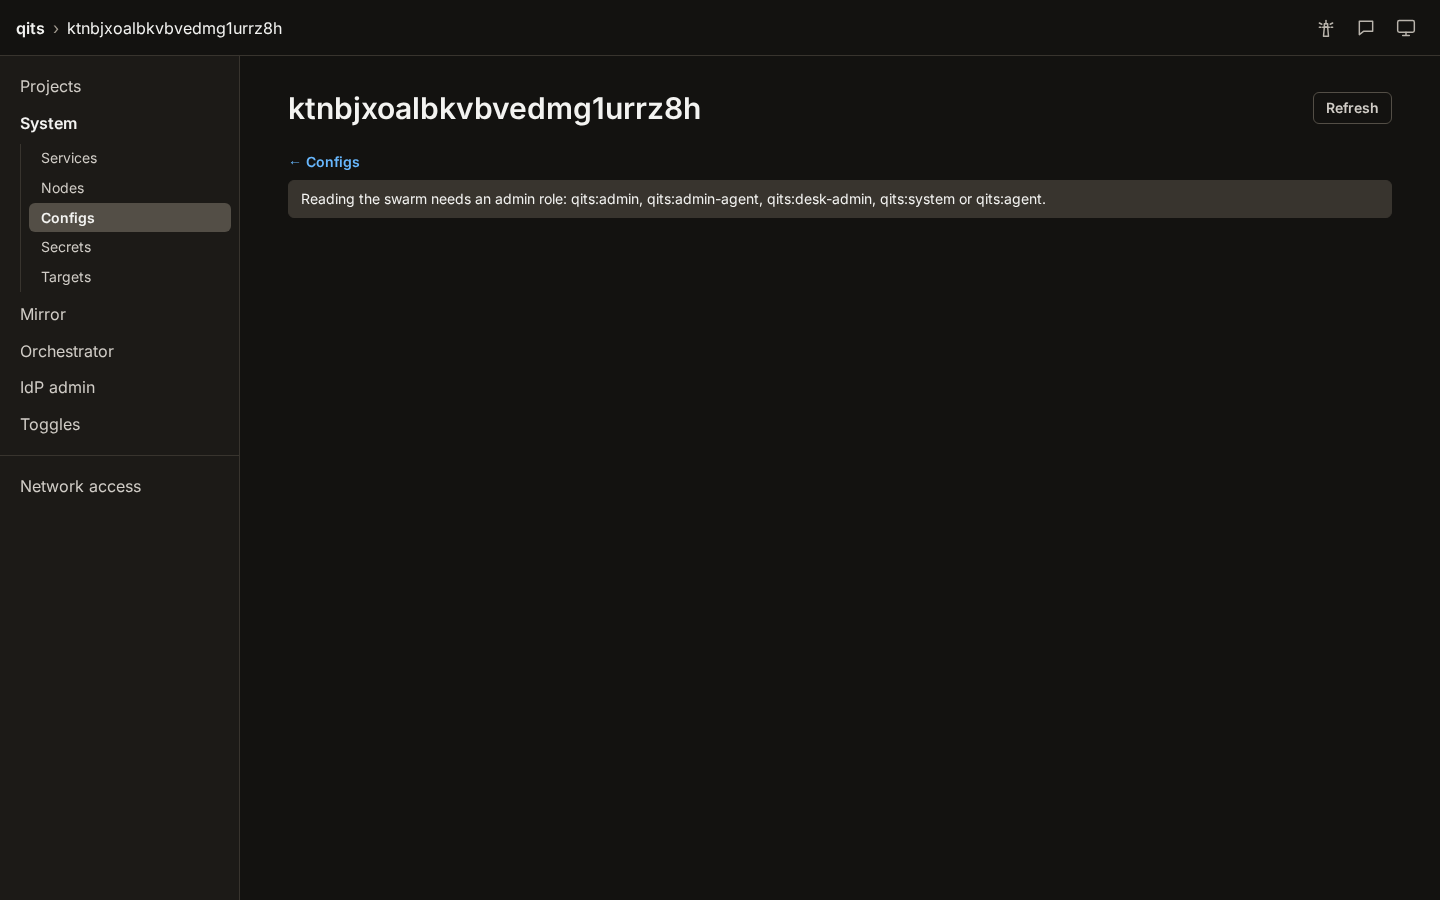 qits › ktnbjxoalbkvbvedmg1urrz8h
Projects
System
Services
Nodes
Configs
Secrets
Targets
Mirror
Orchestrator
IdP admin
Toggles
Network access
ktnbjxoalbkvbvedmg1urrz8h
Refresh
← Configs
Reading the swarm needs an admin role: qits:admin, qits:admin-agent, qits:desk-admin, qits:system or qits:agent.